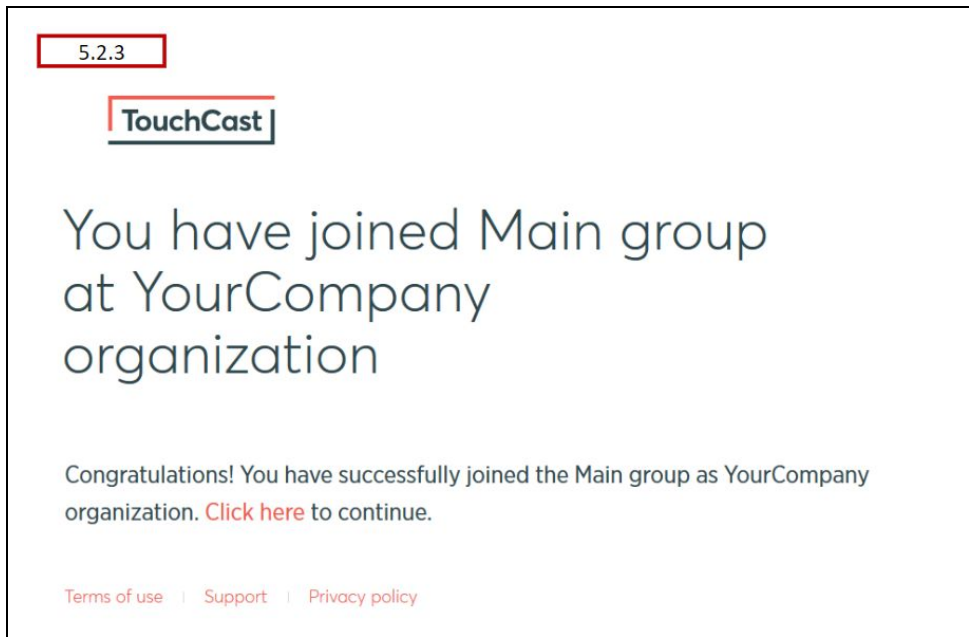 5.2.3
TouchCast
You have joined Main group
at YourCompany
organization
Congratulations! You have successfully joined the Main group as YourCompany
organization. Click here to continue.
Terms of use | Support | Privacy policy